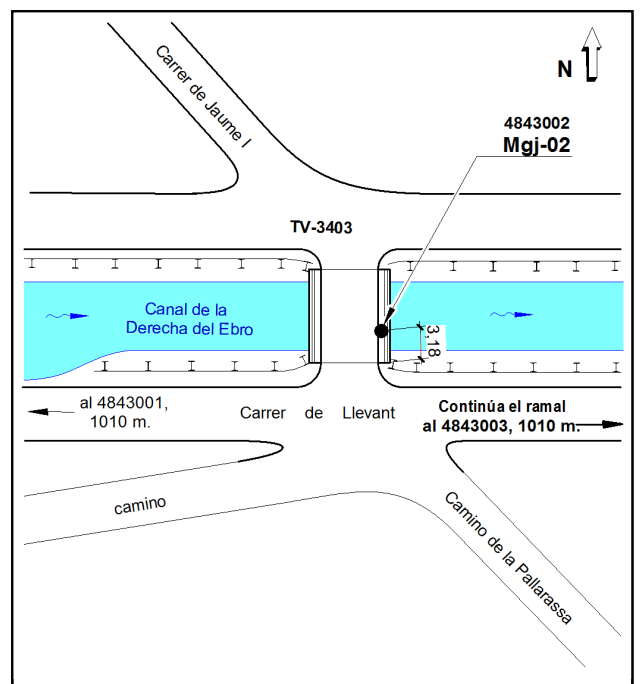 Carrer de Jaume I
N
4843002
Mgj-02
TV-3403
Canal de la
Derecha del Ebro
3,18
al 4843001,
1010 m.
Carrer de Llevant
Continúa el ramal
al 4843003, 1010 m.
camino
Camino de la Pallarassa